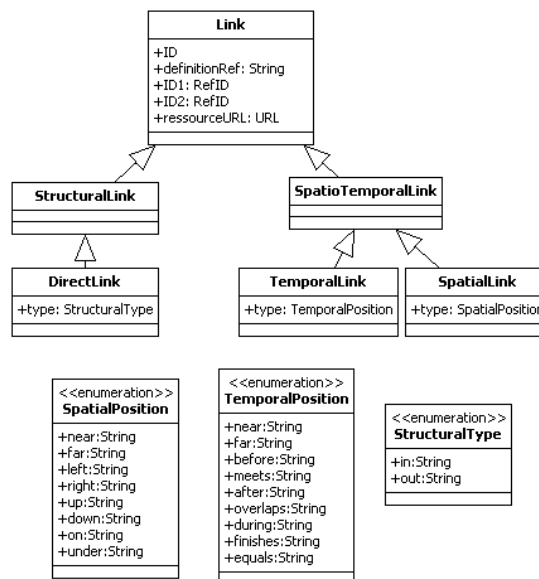 Link
+ID
+definitionRef: String
+ID1: RefID
+ID2: RefID
+ressourceURL: URL
StructuralLink
SpatioTemporalLink
DirectLink
+type: StructuralType
TemporalLink
+type: TemporalPosition
SpatialLink
+type: SpatialPosition
<<enumeration>>
SpatialPosition
+near:String
+far:String
+left:String
+right:String
+up:String
+down:String
+on:String
+under:String
<<enumeration>>
TemporalPosition
+near:String
+far:String
+before:String
+meets:String
+after:String
+overlaps:String
+during:String
+finishes:String
+equals:String
<<enumeration>>
StructuralType
+in:String
+out:String